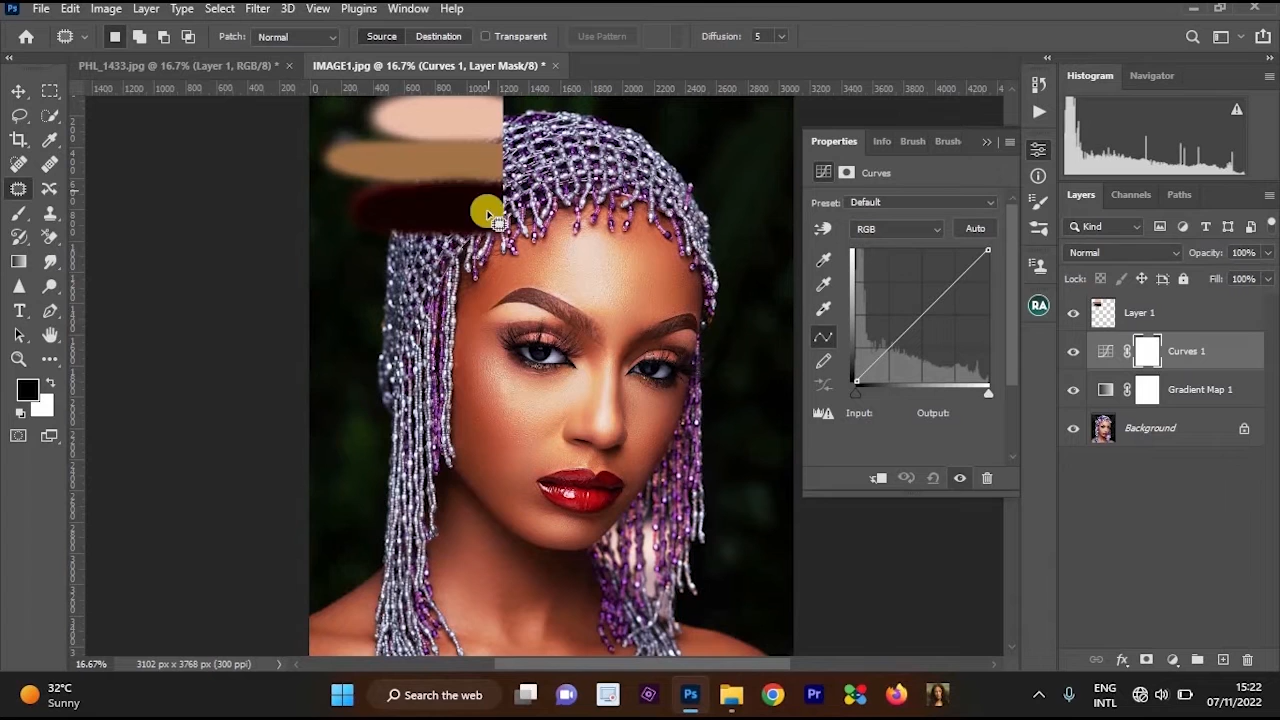 Ps File Edit Image Layer Type Select Filter 3D View Plugins Window Help
Patch: Normal Source Destination Transparent Use Pattern Diffusion: 5
PHL_1433.jpg @ 16.7% (Layer 1, RGB/8) * × IMAGE1.jpg @ 16.7% (Curves 1, Layer Mask/8) * ×
1400 1200 1000 800 600 400 200 0 200 400 600 800 1000 1200 1400 1600 1800 2000 2200 2400 2600 2800 3000 3200 3400 3600 3800 4000 4200 4
Histogram Navigator
Properties Info Brush Brush
Curves
Preset: Default
RGB Auto
Input: Output:
Layers Channels Paths
Kind
Normal Opacity: 100%
Lock: Fill: 100%
RA
Layer 1
Curves 1
Gradient Map 1
Background
fx
16.67% 3102 px x 3768 px (300 ppi)
32°C
Sunny
Search the web
Ps
Pr
ENG
INTL
15:22
07/11/2022